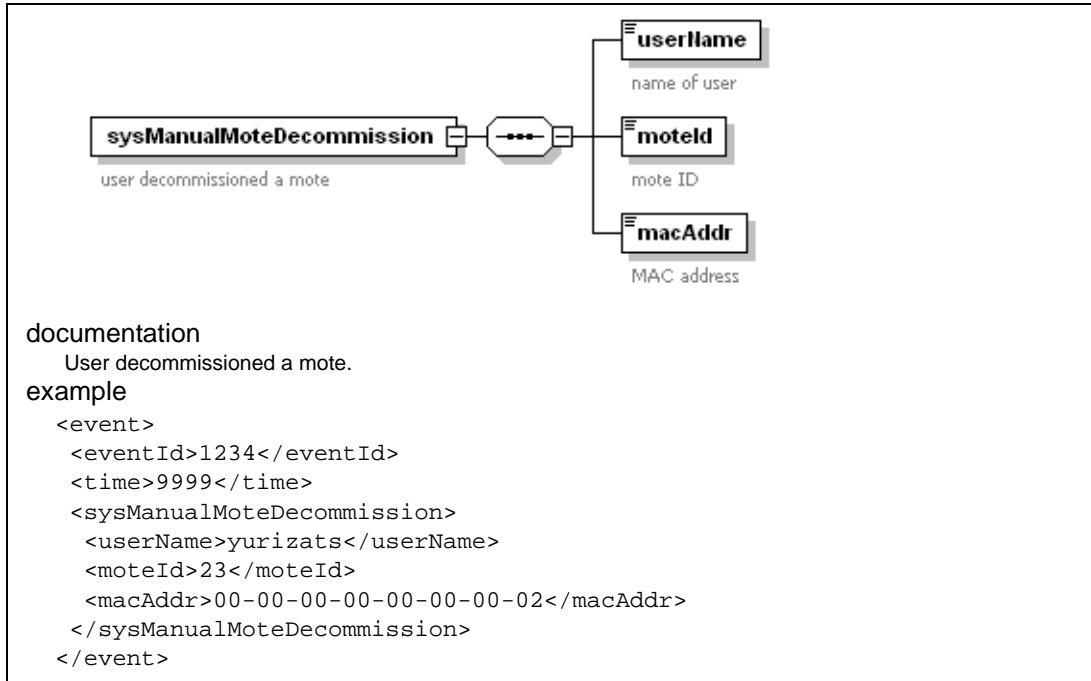 userName
name of user
sysManualMoteDecommission
user decommissioned a mote
moteId
mote ID
macAddr
MAC address
documentation
User decommissioned a mote.
example
<event>
<eventId>1234</eventId>
<time>9999</time>
<sysManualMoteDecommission>
<userName>yurizats</userName>
<moteId>23</moteId>
<macAddr>00-00-00-00-00-00-00-02</macAddr>
</sysManualMoteDecommission>
</event>